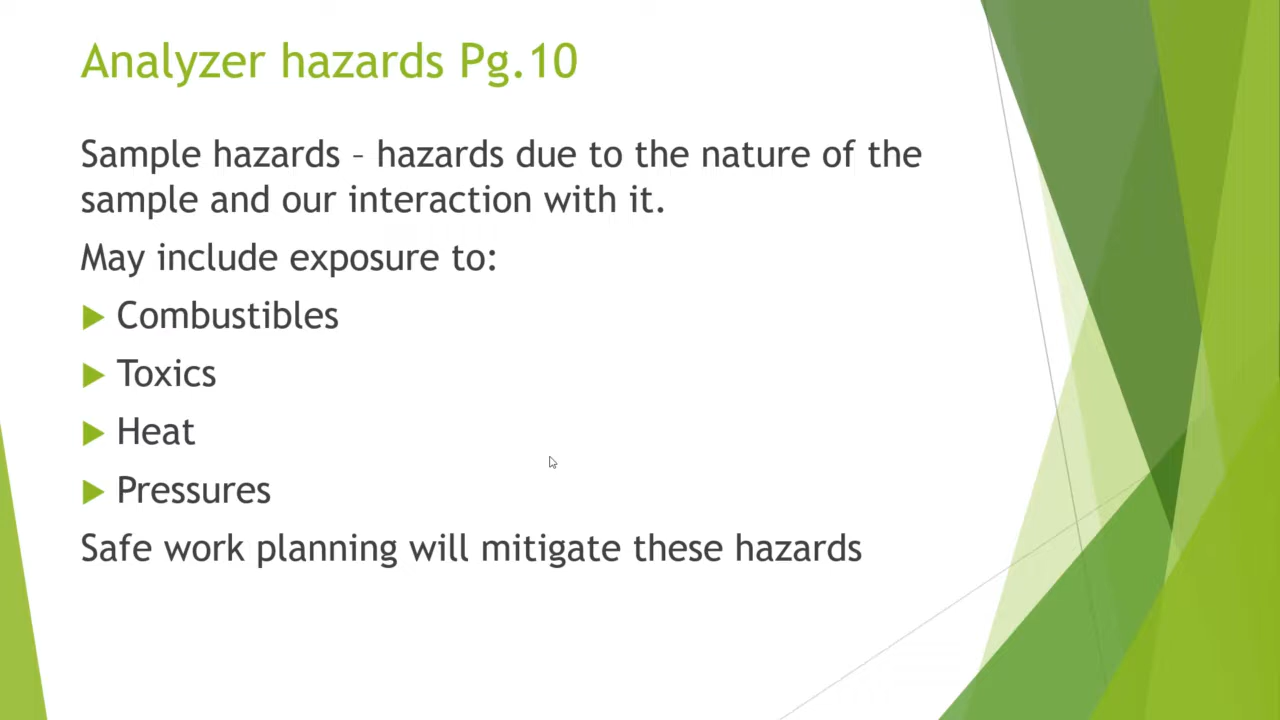 Analyzer hazards Pg.10
Sample hazards – hazards due to the nature of the
sample and our interaction with it.
May include exposure to:
Combustibles
Toxics
Heat
Pressures
Safe work planning will mitigate these hazards